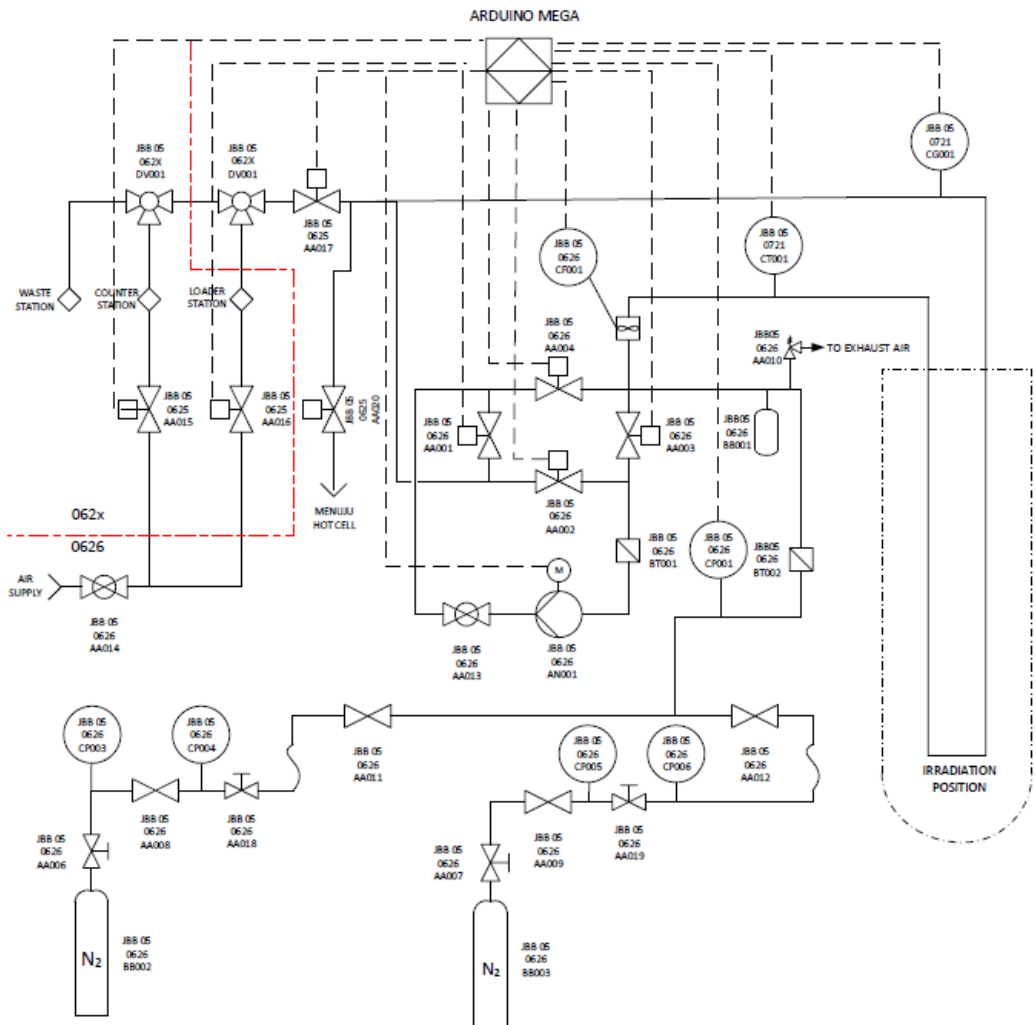 ARDUINO MEGA
JBB 05
062X
DV001
JBB 05
062X
DV001
JBB 05
0721
CG001
JBB 05
0625
AA017
JBB 05
0626
CF001
JBB 05
0721
CT001
WASTE
STATION
COUNTER
STATION
LOADER
STATION
JBB 05
0626
AA004
JBB05
0626
AA010
TO EXHAUST AIR
JBB 05
0625
AA015
JBB 05
0625
AA016
JBB 05
0625
AA020
JBB 05
0626
AA001
JBB 05
0626
AA003
JBB05
0626
BB001
JBB 05
0626
AA002
MENUJU
HOT CELL
062x
0626
JBB 05
0626
BT001
JBB 05
0626
CP001
JBB05
0626
BT002
AIR
SUPPLY
M
JBB 05
0626
AA014
JBB 05
0626
AA013
JBB 05
0626
AN001
JBB 05
0626
CP003
JBB 05
0626
CP004
JBB 05
0626
AA011
JBB 05
0626
CP005
JBB 05
0626
CP006
JBB 05
0626
AA012
IRRADIATION
POSITION
JBB 05
0626
AA006
JBB 05
0626
AA008
JBB 05
0626
AA018
JBB 05
0626
AA007
JBB 05
0626
AA009
JBB 05
0626
AA019
N2
JBB 05
0626
BB002
N2
JBB 05
0626
BB003